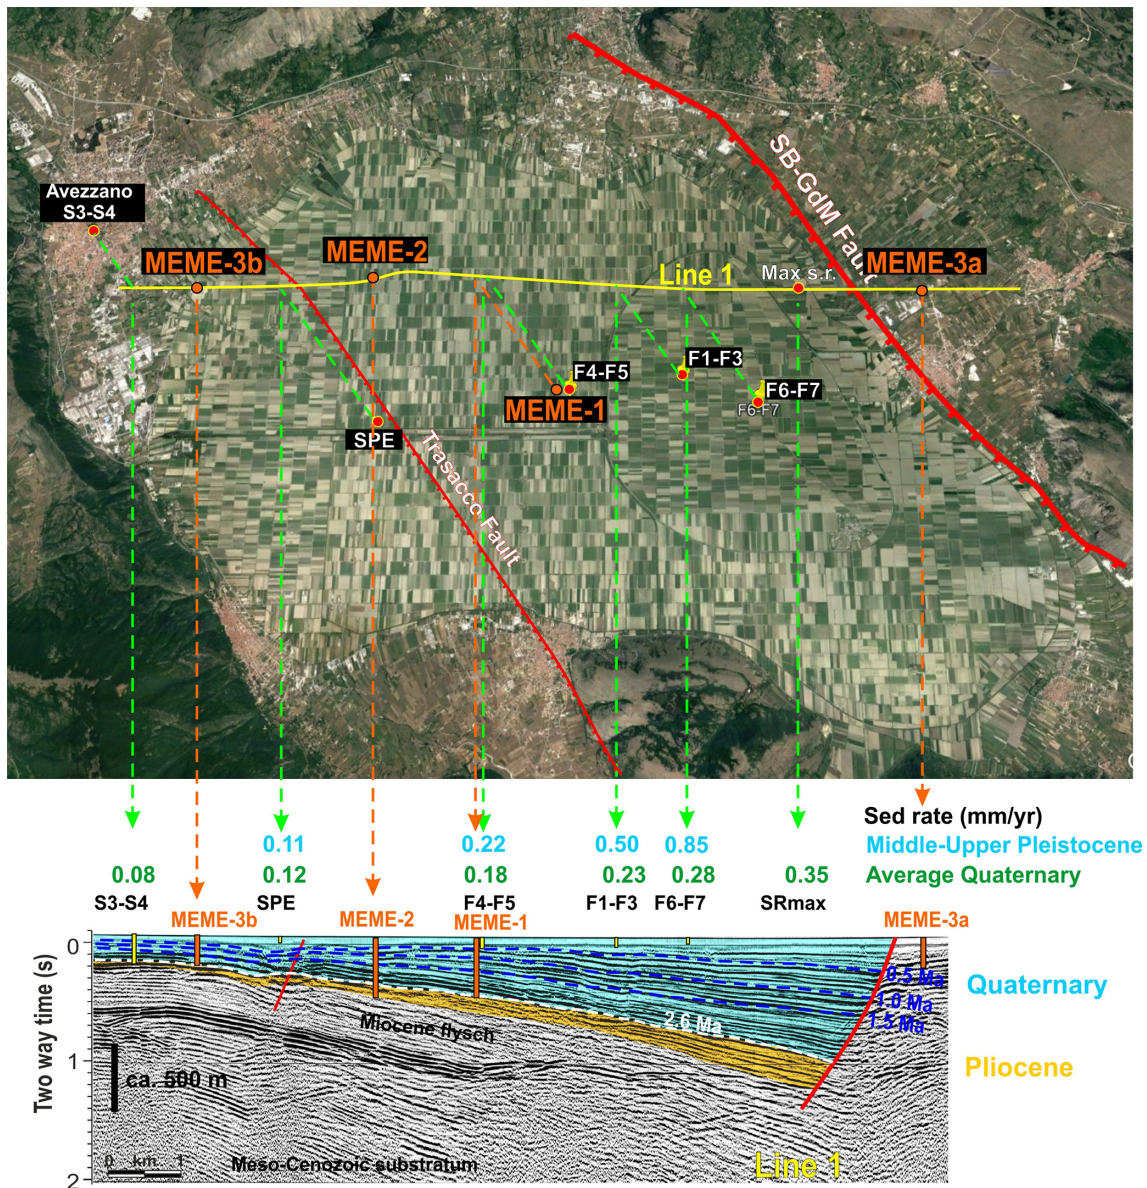 SB-GdM Fault
Avezzano
S3-S4
MEME-3b
MEME-2
Line 1
Max s.r.
MEME-3a
F4-F5
F1-F3
MEME-1
F6-F7
F6-F7
SPE
Trasacco Fault
Sed rate (mm/yr)
0.11 0.22 0.50 0.85 Middle-Upper Pleistocene
0.08 0.12 0.18 0.23 0.28 0.35 Average Quaternary
S3-S4 SPE F4-F5 F1-F3 F6-F7 SRmax
MEME-3b MEME-2 MEME-1 MEME-3a
0
Two way time (s)
0.5 Ma
Quaternary
1.0 Ma
1.5 Ma
2.6 Ma
Miocene flysch
1
Pliocene
ca. 500 m
0 km 1
Meso-Cenozoic substratum
Line 1
2